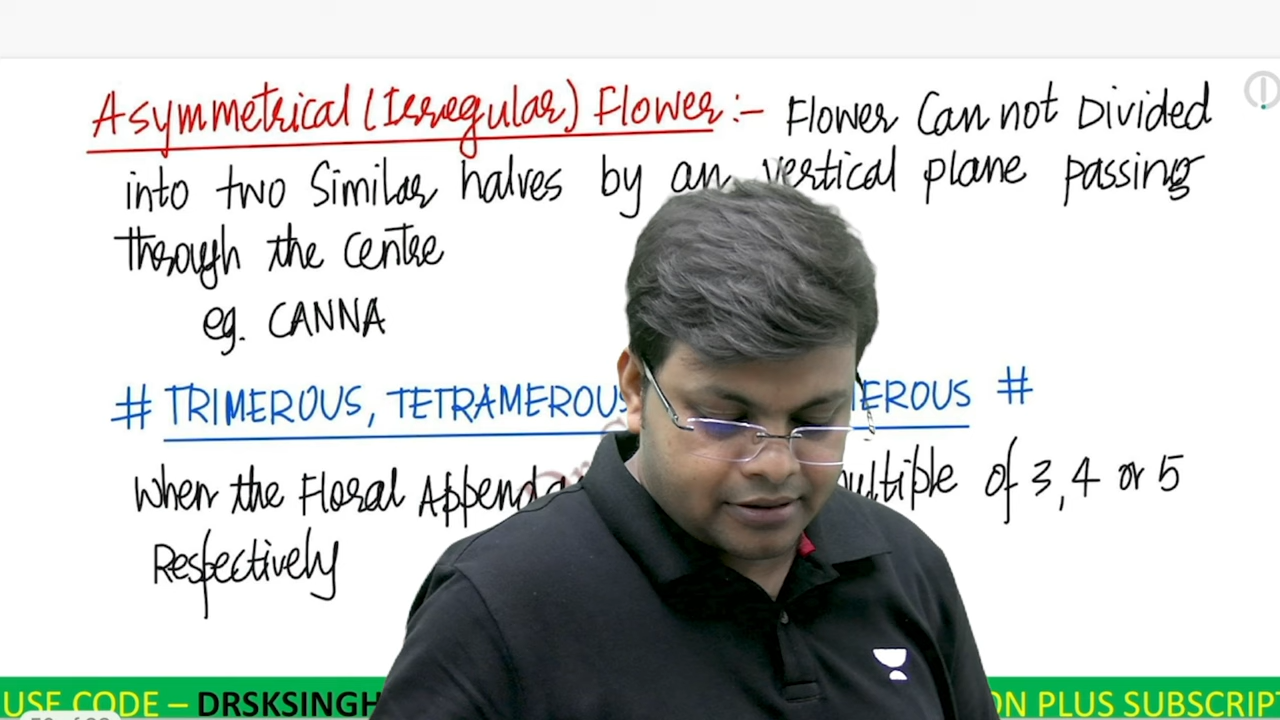 Asymmetrical (Irregular) Flower :- Flower Can not Divided
into two Similar halves by an vertical plane passing
through the Centre
eg. CANNA
# TRIMEROUS, TETRAMEROUS MEROUS #
When the Floral Append multiple of 3, 4 or 5
Respectively
USE CODE – DRSKSINGH ON PLUS SUBSCRIPT